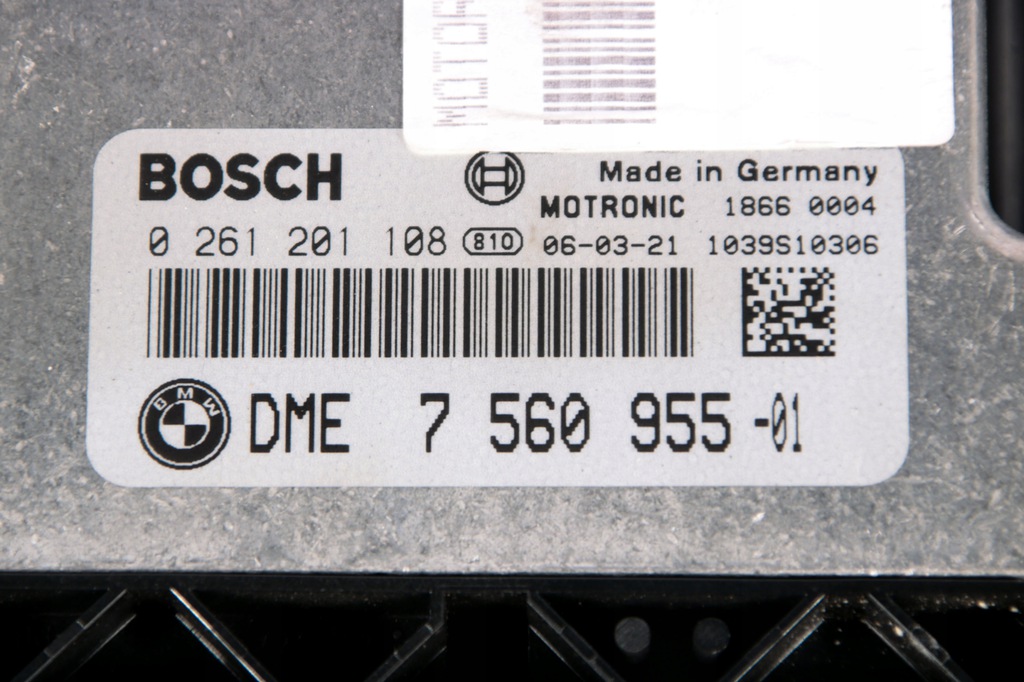 BOSCH
Made in Germany
MOTRONIC 1866 0004
0 261 201 108 810 06-03-21 1039S10306
BMW DME 7 560 955-01